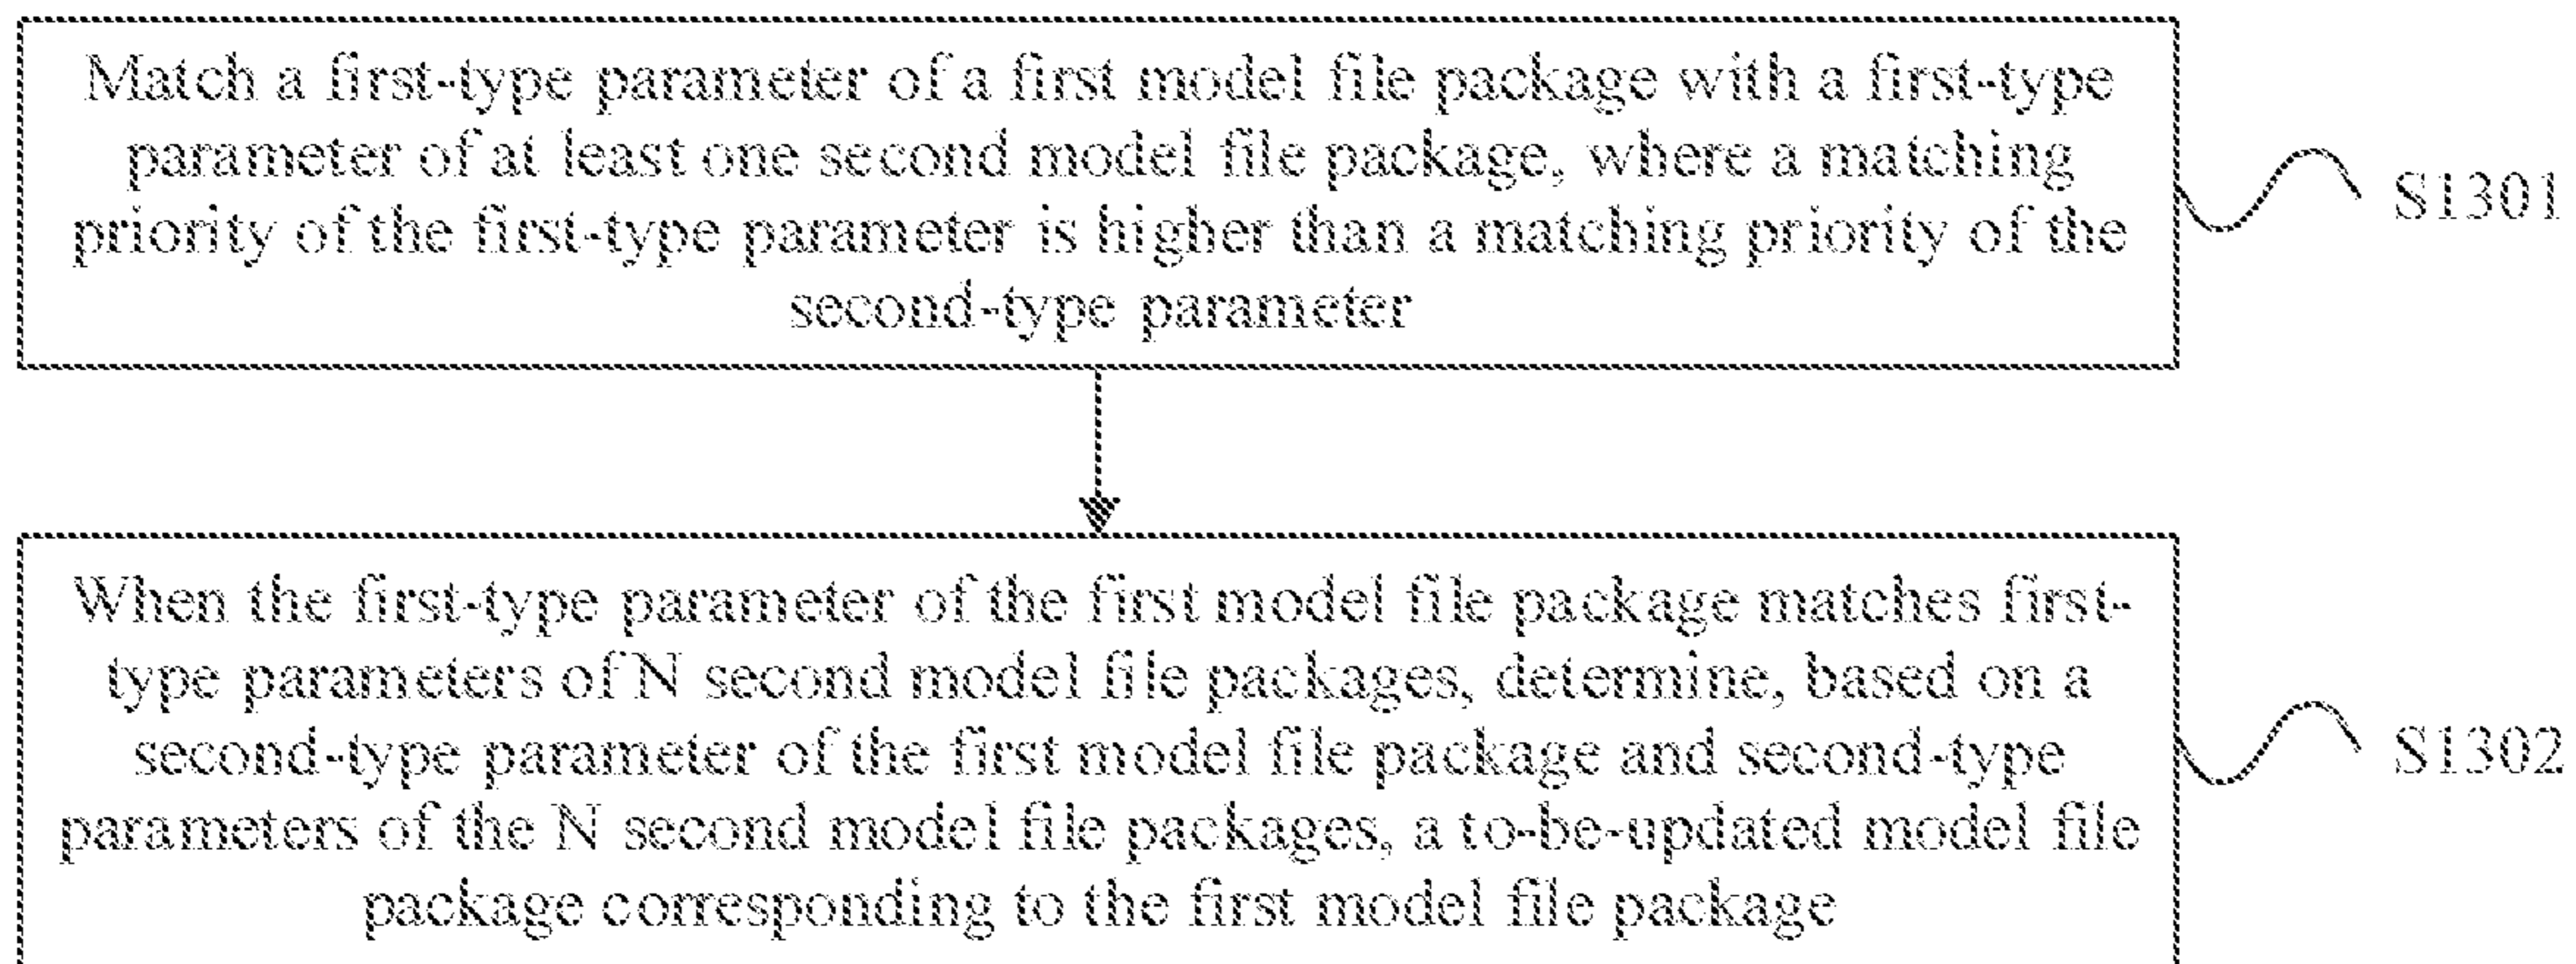 Match a first-type parameter of a first model file package with a first-type
parameter of at least one second model file package, where a matching
priority of the first-type parameter is higher than a matching priority of the
second-type parameter
S1301
When the first-type parameter of the first model file package matches first-
type parameters of N second model file packages, determine, based on a
second-type parameter of the first model file package and second-type
parameters of the N second model file packages, a to-be-updated model file
package corresponding to the first model file package
S1302